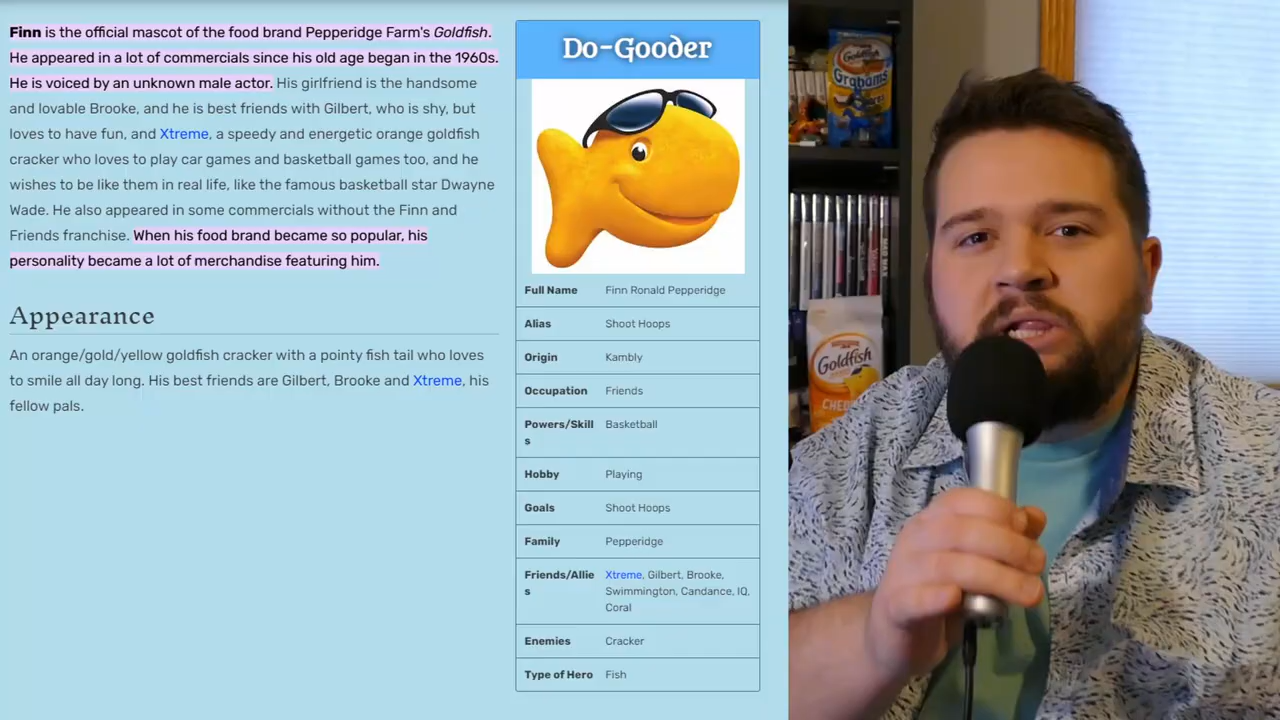 Finn is the official mascot of the food brand Pepperidge Farm's Goldfish.
He appeared in a lot of commercials since his old age began in the 1960s.
He is voiced by an unknown male actor. His girlfriend is the handsome
and lovable Brooke, and he is best friends with Gilbert, who is shy, but
loves to have fun, and Xtreme, a speedy and energetic orange goldfish
cracker who loves to play car games and basketball games too, and he
wishes to be like them in real life, like the famous basketball star Dwayne
Wade. He also appeared in some commercials without the Finn and
Friends franchise. When his food brand became so popular, his
personality became a lot of merchandise featuring him.
Appearance
An orange/gold/yellow goldfish cracker with a pointy fish tail who loves
to smile all day long. His best friends are Gilbert, Brooke and Xtreme, his
fellow pals.
Do-Gooder
Full Name Finn Ronald Pepperidge
Alias Shoot Hoops
Origin Kambly
Occupation Friends
Powers/Skill
s Basketball
Hobby Playing
Goals Shoot Hoops
Family Pepperidge
Friends/Allie
s Xtreme, Gilbert, Brooke,
Swimmington, Candance, IQ,
Coral
Enemies Cracker
Type of Hero Fish
Goldfish
Grahams
Goldfish
CHED